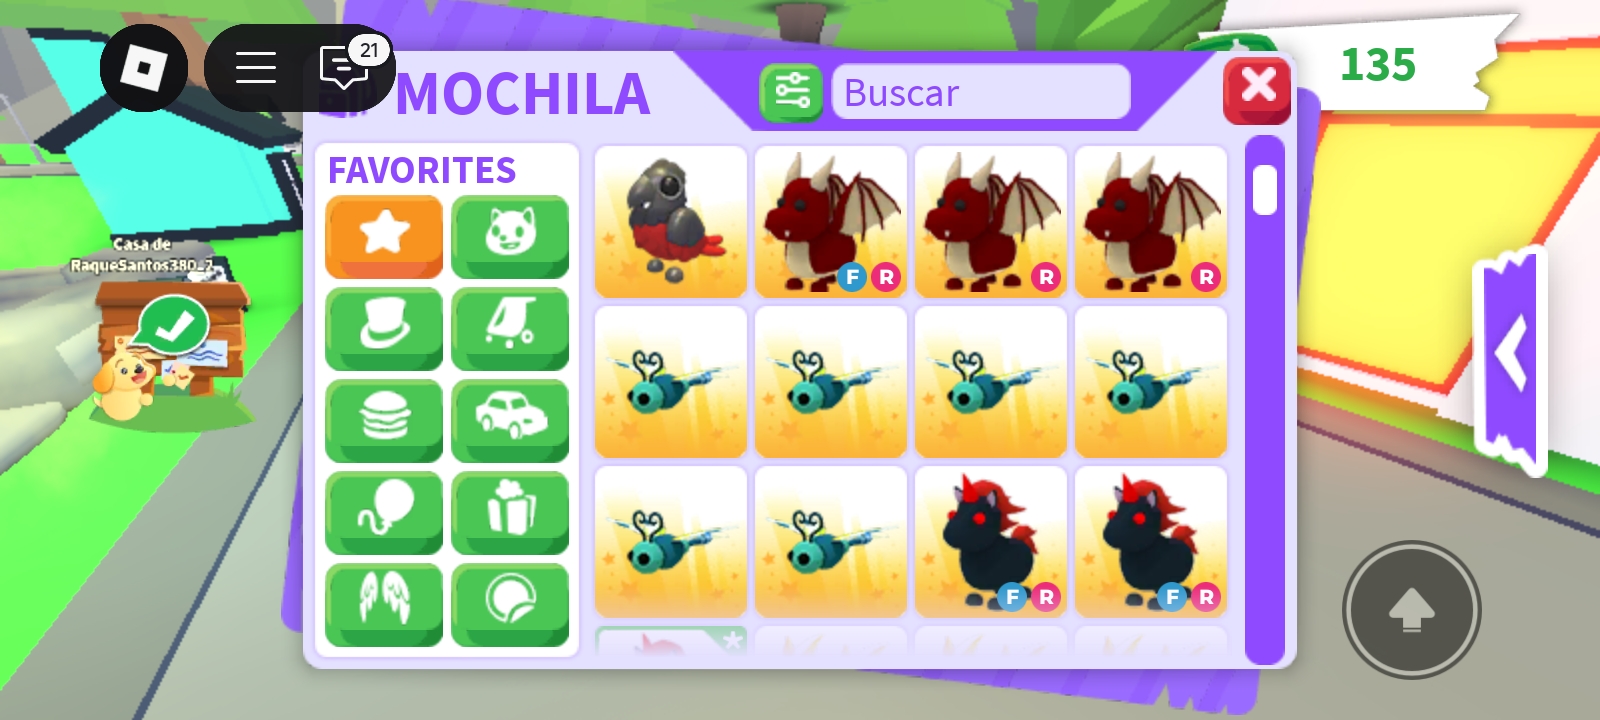 21
MOCHILA
Buscar
135
FAVORITES
Casa de
RaqueSantos380_2
F R
R
R
F R
F R